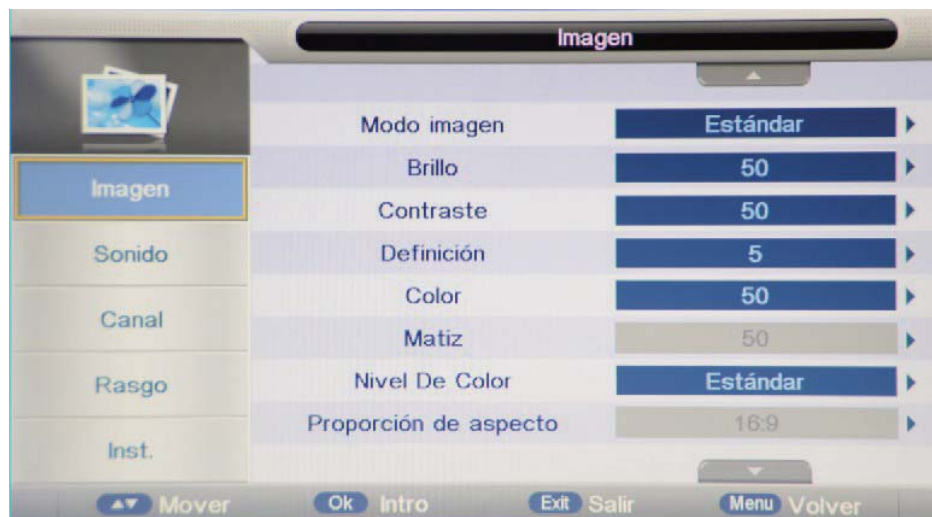 Imagen
Modo imagen Estándar
Brillo 50
Imagen
Contraste 50
Sonido
Definición 5
Color 50
Canal
Matiz 50
Rasgo
Nivel De Color Estándar
Proporción de aspecto 16:9
Inst.
Mover Ok Intro Exit Salir Menu Volver